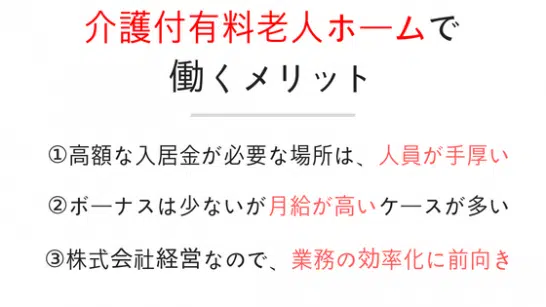 介護付有料老人ホームで
働くメリット
①高額な入居金が必要な場所は、人員が手厚い
②ボーナスは少ないが月給が高いケースが多い
③株式会社経営なので、業務の効率化に前向き